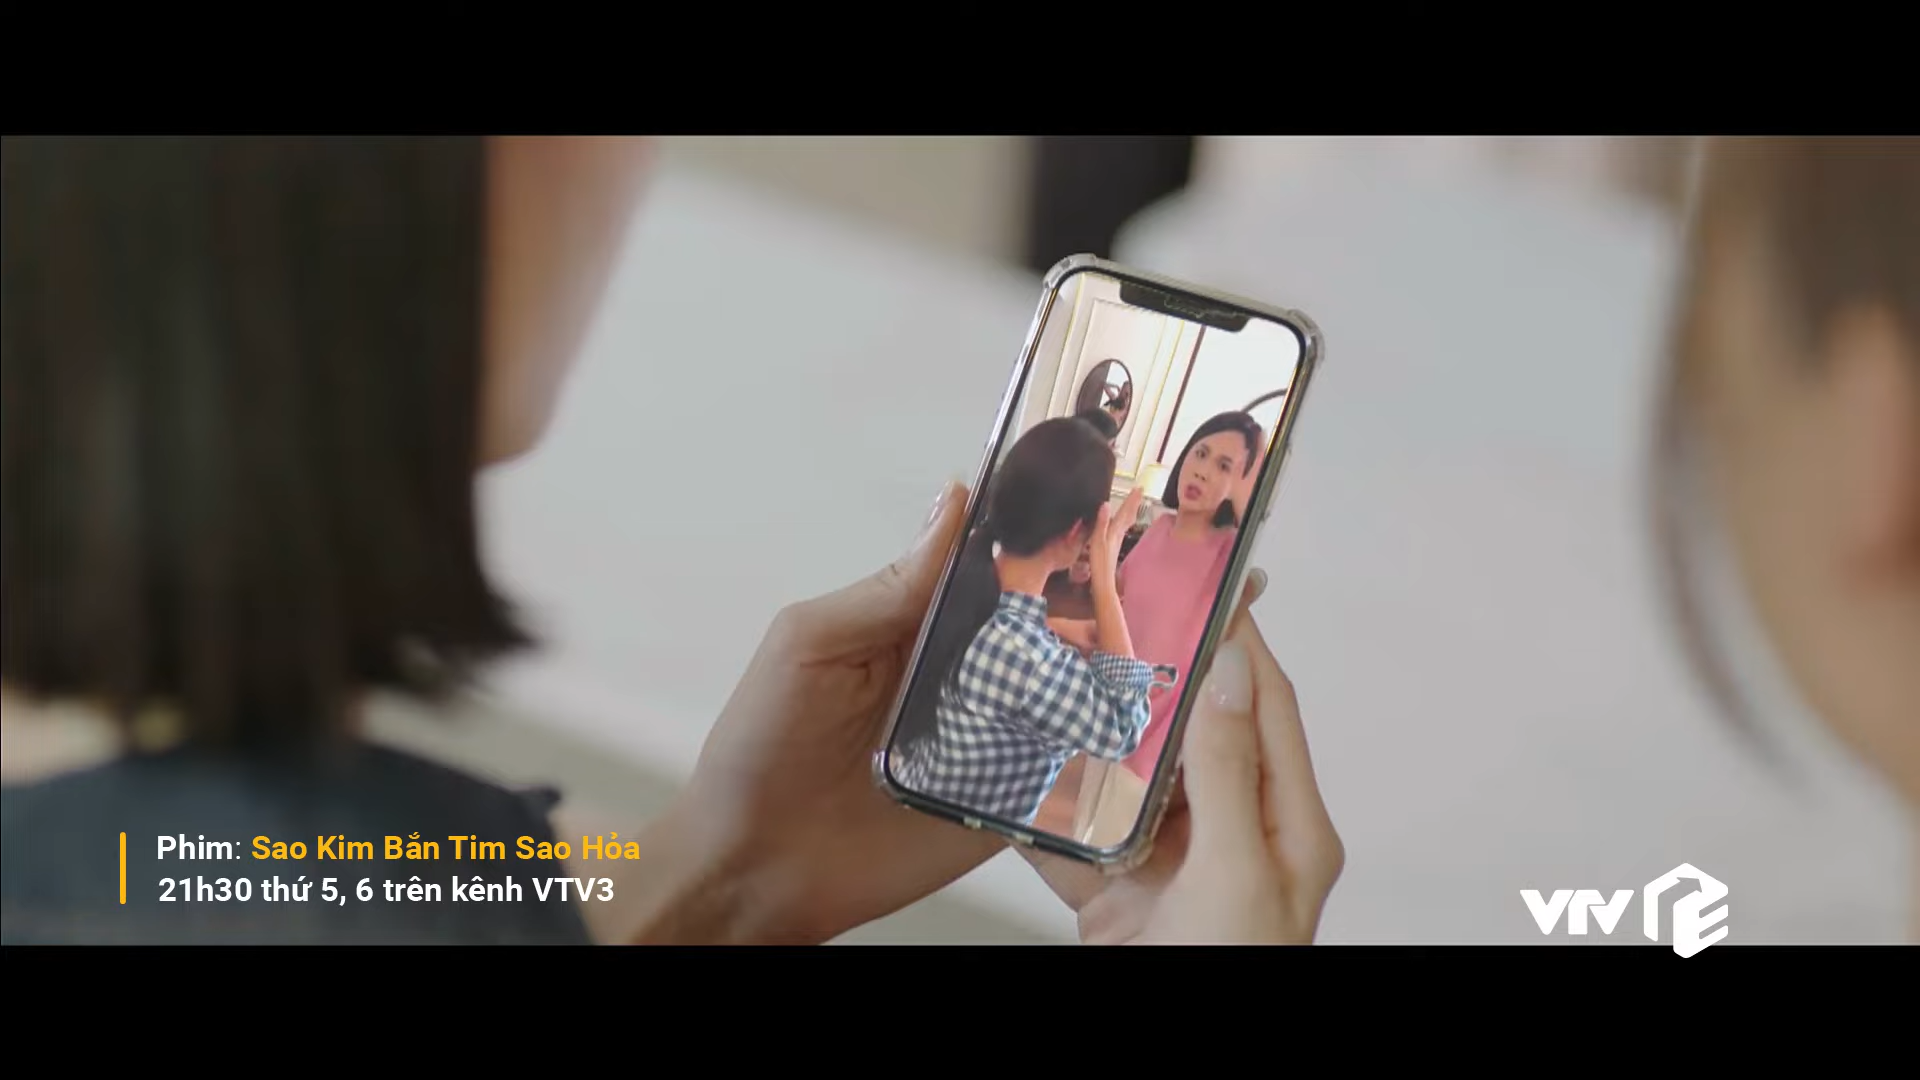 Phim: Sao Kim Bắn Tim Sao Hỏa
21h30 thứ 5, 6 trên kênh VTV3
VTV